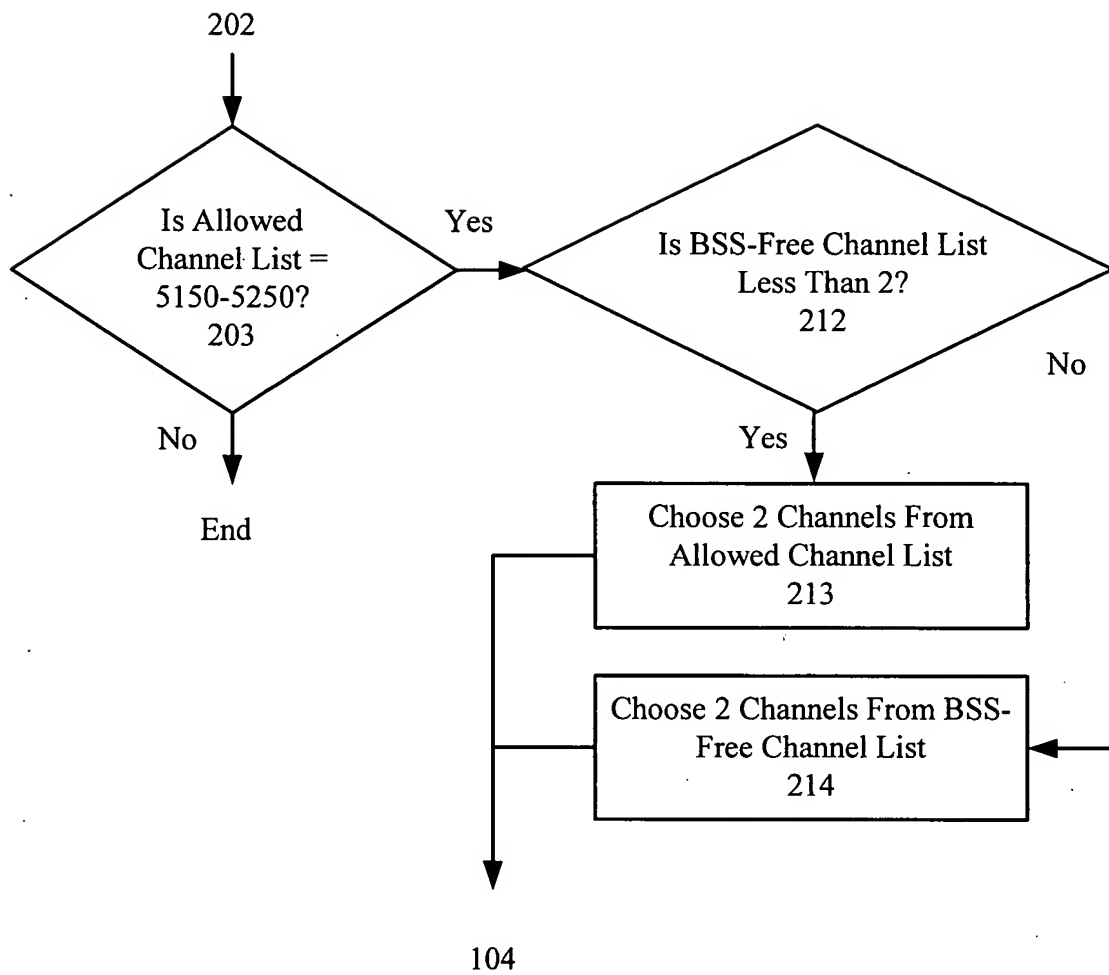 202
Is Allowed
Channel List =
5150-5250?
203
Yes
Is BSS-Free Channel List
Less Than 2?
212
No
No
Yes
End
Choose 2 Channels From
Allowed Channel List
213
Choose 2 Channels From BSS-
Free Channel List
214
104